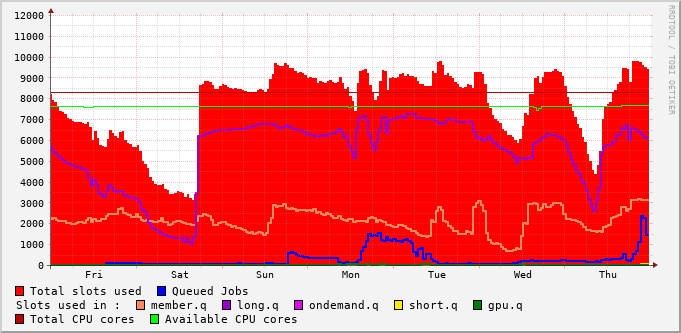 12000
11000
10000
9000
8000
7000
6000
5000
4000
3000
2000
1000
0
Fri Sat Sun Mon Tue Wed Thu
RRDTOOL / TOBI OETIKER
Total slots used Queued Jobs
Slots used in : member.q long.q ondemand.q short.q gpu.q
Total CPU cores Available CPU cores